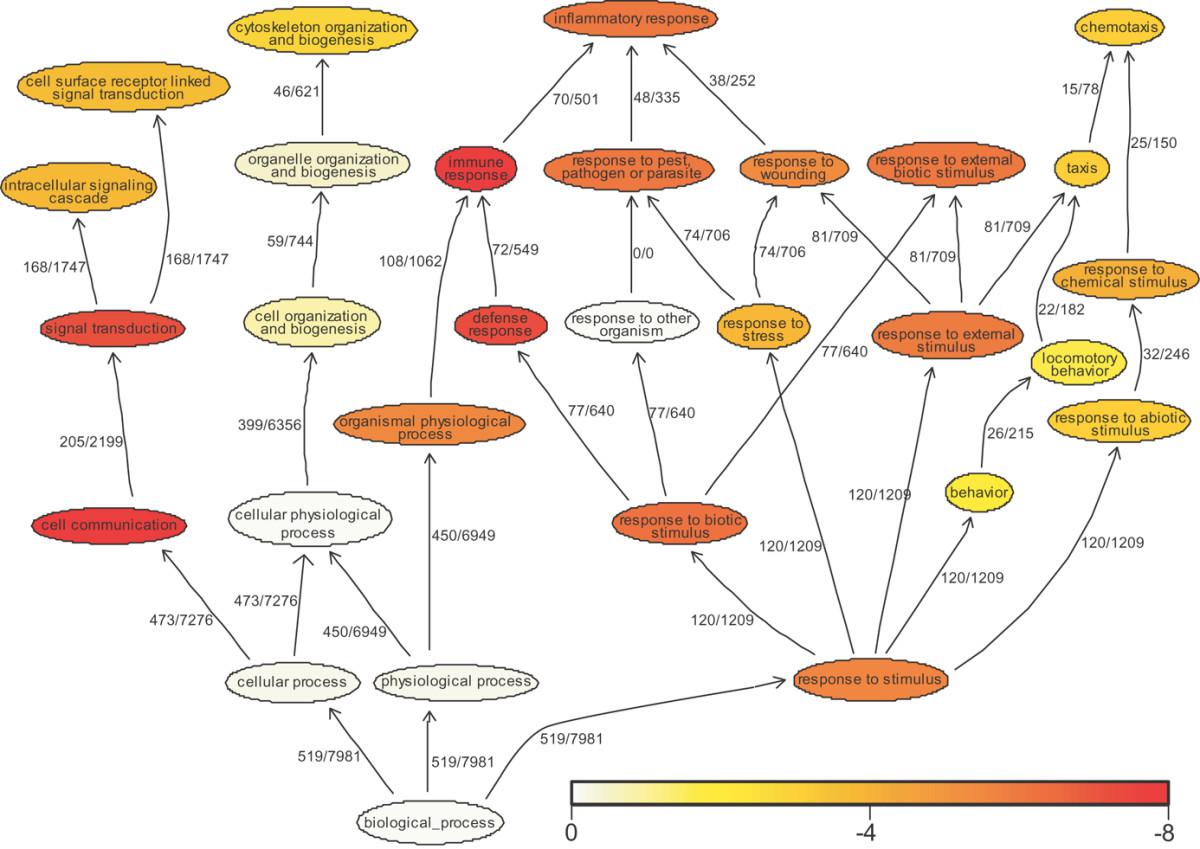 inflammatory response
cytoskeleton organization
and biogenesis
chemotaxis
cell surface receptor linked
signal transduction
46/621
70/501
48/335
38/252
15/78
25/150
organelle organization
and biogenesis
immune
response
response to pest,
pathogen or parasite
response to
wounding
response to external
biotic stimulus
taxis
intracellular signaling
cascade
59/744
108/1062
72/549
0/0
74/706
74/706
81/709
81/709
81/709
168/1747
168/1747
response to
chemical stimulus
22/182
signal transduction
cell organization
and biogenesis
defense
response
response to other
organism
response to
stress
response to external
stimulus
77/640
locomotory
behavior
32/246
205/2199
399/6356
organismal physiological
process
77/640
77/640
26/215
response to abiotic
stimulus
120/1209
behavior
cell communication
cellular physiological
process
450/6949
response to biotic
stimulus
120/1209
120/1209
120/1209
473/7276
473/7276
450/6949
120/1209
cellular process
physiological process
response to stimulus
519/7981
519/7981
519/7981
biological_process
0
-4
-8